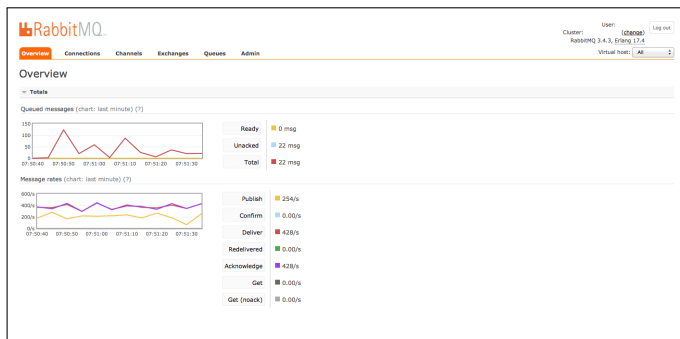 RabbitMQ
User:
Cluster: (change)
RabbitMQ 3.4.3, Erlang 17.4
Log out
Overview Connections Channels Exchanges Queues Admin
Virtual host: All
Overview
Totals
Queued messages (chart: last minute) (?)
150
100
50
0
07:50:40 07:50:50 07:51:00 07:51:10 07:51:20 07:51:30
Ready 0 msg
Unacked 22 msg
Total 22 msg
Message rates (chart: last minute) (?)
600/s
400/s
200/s
0/s
07:50:40 07:50:50 07:51:00 07:51:10 07:51:20 07:51:30
Publish 254/s
Confirm 0.00/s
Deliver 428/s
Redelivered 0.00/s
Acknowledge 428/s
Get 0.00/s
Get (noack) 0.00/s